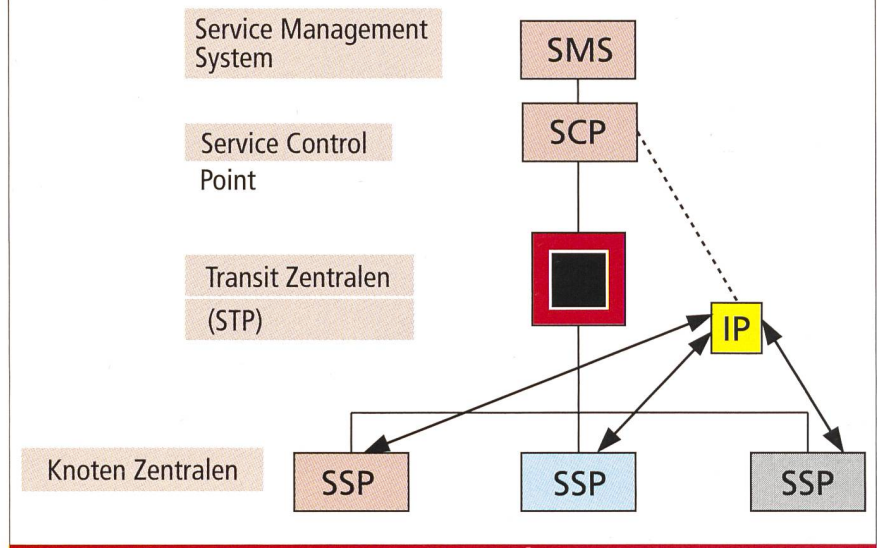 Service Management
System
SMS
Service Control
Point
SCP
Transit Zentralen
(STP)
IP
Knoten Zentralen
SSP
SSP
SSP